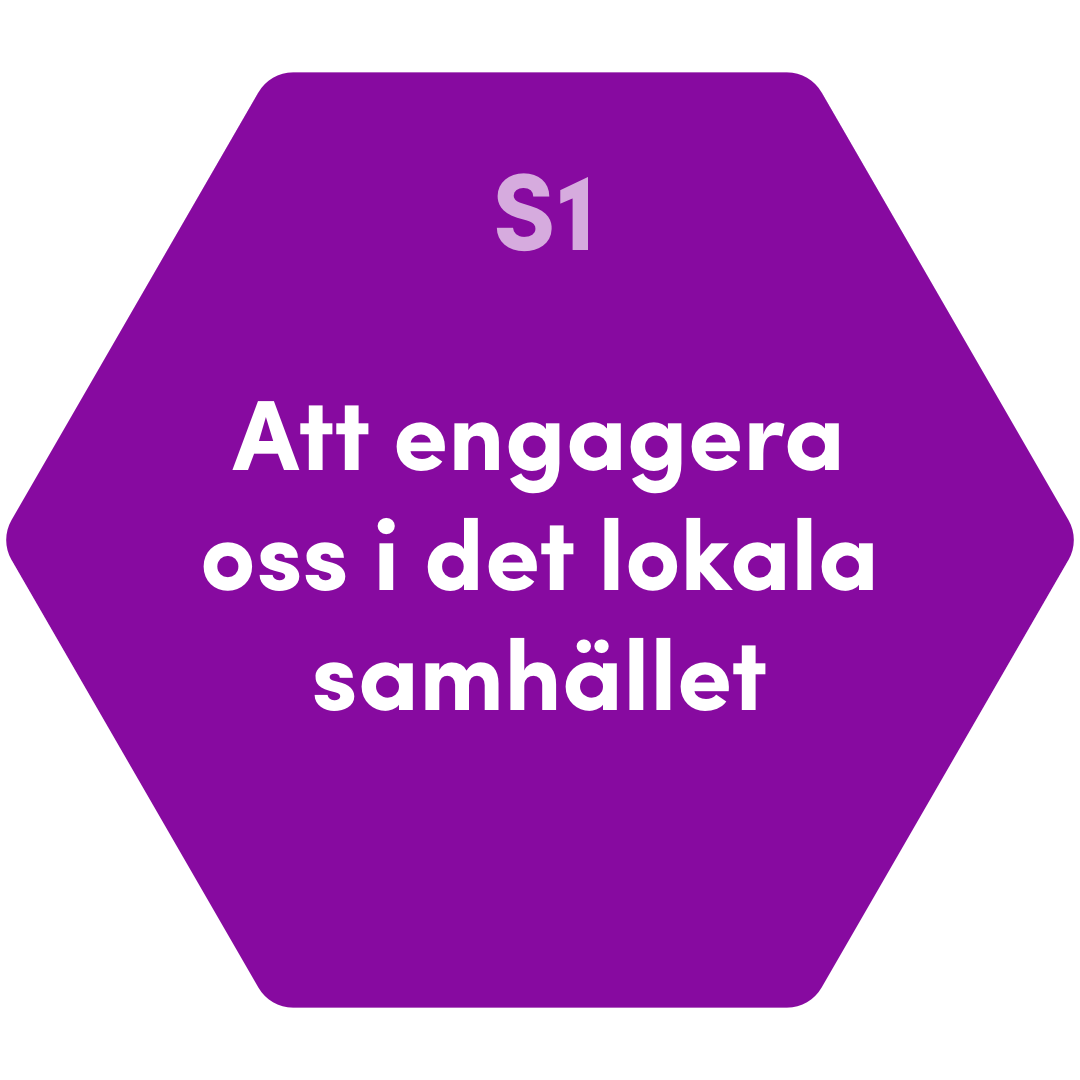 S1
Att engagera
oss i det lokala
samhället